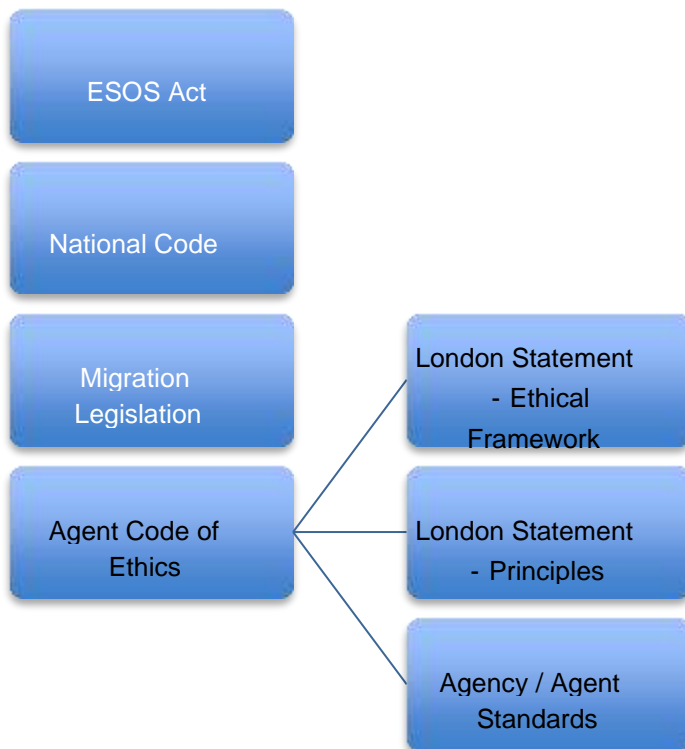 ESOS Act
National Code
Migration
Legislation
Agent Code of
Ethics
London Statement
- Ethical
Framework
London Statement
- Principles
Agency / Agent
Standards